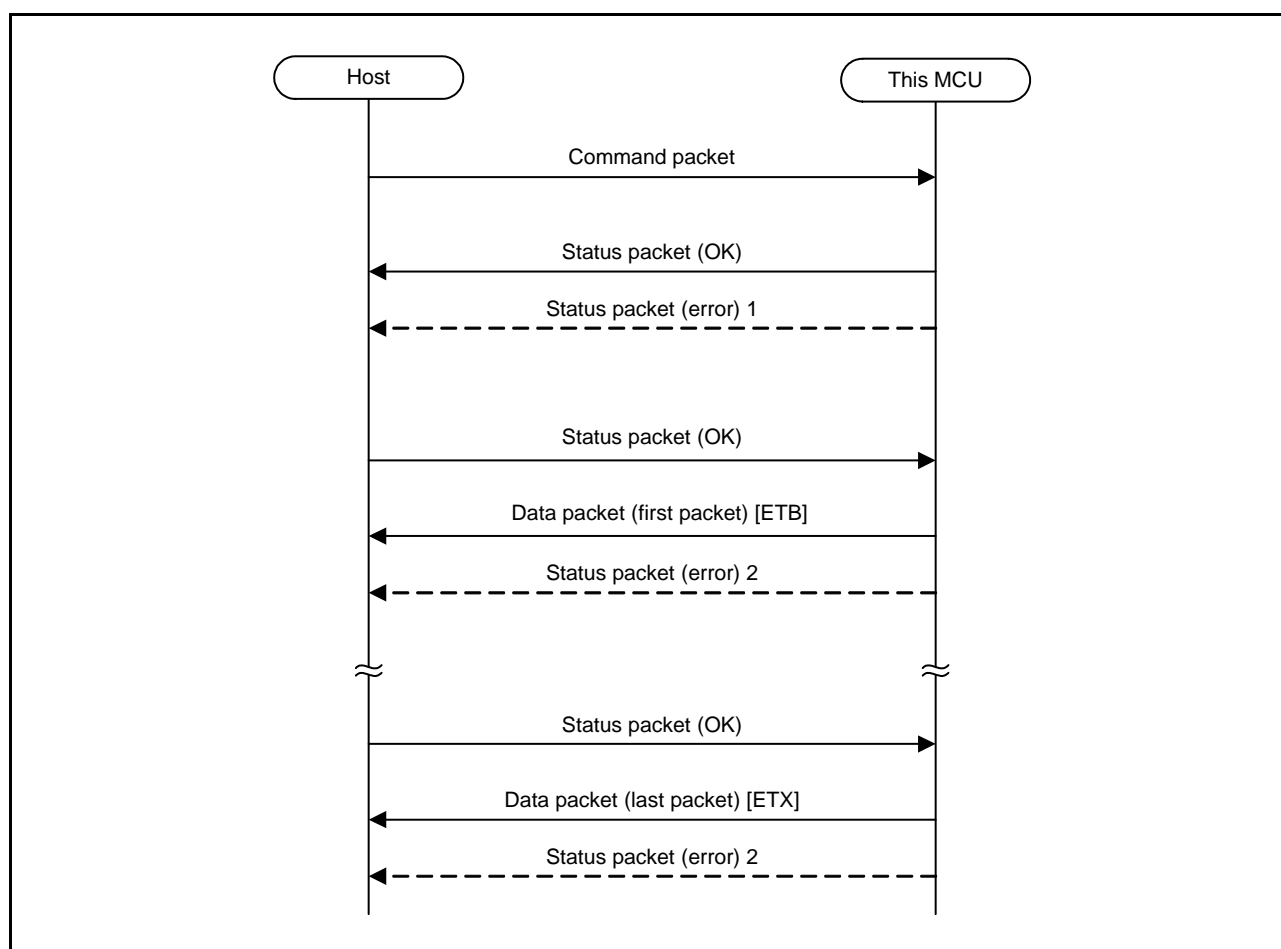 Host
This MCU
Command packet
Status packet (OK)
Status packet (error) 1
Status packet (OK)
Data packet (first packet) [ETB]
Status packet (error) 2
Status packet (OK)
Data packet (last packet) [ETX]
Status packet (error) 2